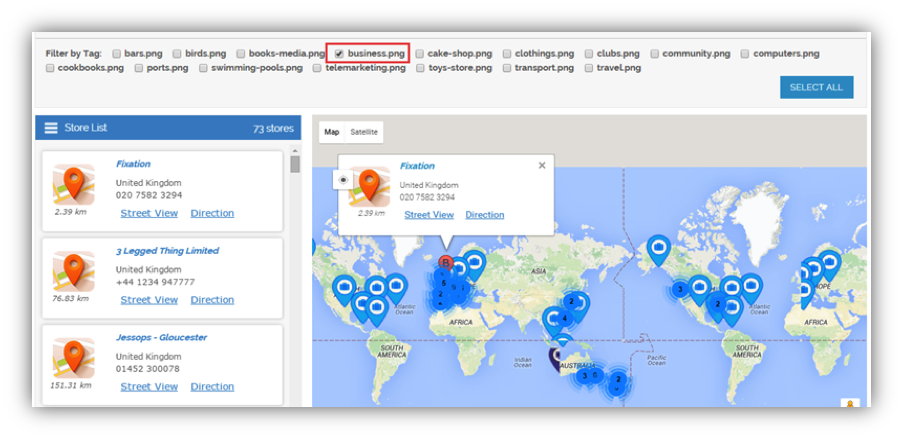 Filter by Tag: bars.png birds.png books-media.png business.png cake-shop.png clothings.png clubs.png community.png computers.png
cookbooks.png ports.png swimming-pools.png telemarketing.png toys-store.png transport.png travel.png
SELECT ALL
Store List 73 stores
Fixation
United Kingdom
020 7582 3294
2.39 km Street View Direction
3 Legged Thing Limited
United Kingdom
+44 1234 947777
76.83 km Street View Direction
Jessops - Gloucester
United Kingdom
01452 300078
151.31 km Street View Direction
Map Satellite
Fixation
United Kingdom
020 7582 3294
2.39 km Street View Direction
B
ASIA
5
2
2
4
3
2
Atlantic
Ocean
Atlantic
Ocean
AFRICA
AFRICA
SOUTH
AMERICA
SOUTH
AMERICA
Indian
Ocean
AUSTRALIA
Pacific
Ocean
3 6
2